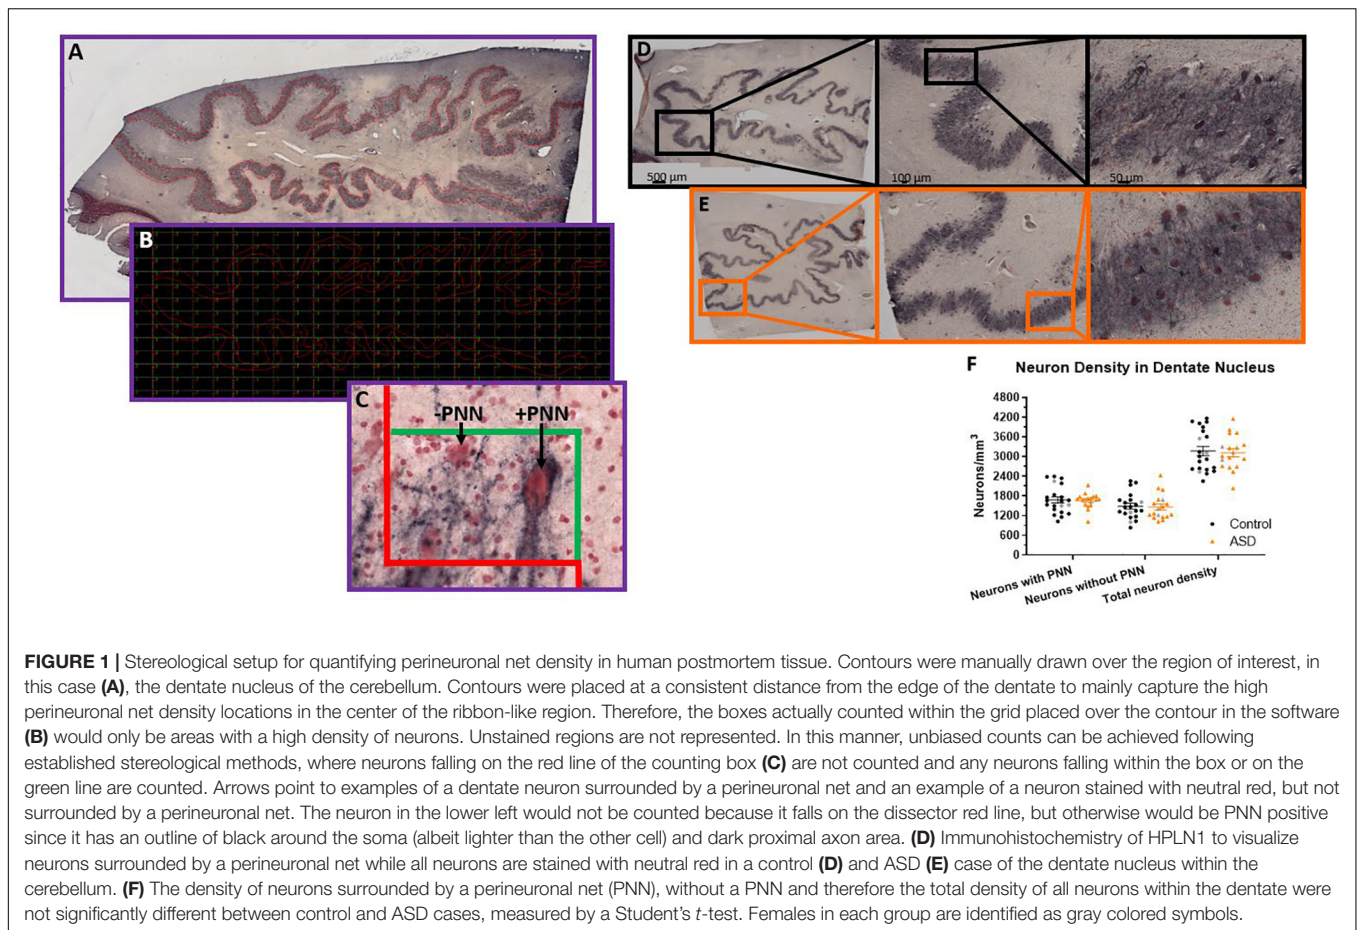 A
B
C
-PNN +PNN
D
500 µm
100 µm
50 µm
E
F
Neuron Density in Dentate Nucleus
Neurons/mm³
4800
4200
3600
3000
2400
1800
1200
600
0
Control
ASD
Neurons with PNN
Neurons without PNN
Total neuron density
FIGURE 1 | Stereological setup for quantifying perineuronal net density in human postmortem tissue. Contours were manually drawn over the region of interest, in
this case (A), the dentate nucleus of the cerebellum. Contours were placed at a consistent distance from the edge of the dentate to mainly capture the high
perineuronal net density locations in the center of the ribbon-like region. Therefore, the boxes actually counted within the grid placed over the contour in the software
(B) would only be areas with a high density of neurons. Unstained regions are not represented. In this manner, unbiased counts can be achieved following
established stereological methods, where neurons falling on the red line of the counting box (C) are not counted and any neurons falling within the box or on the
green line are counted. Arrows point to examples of a dentate neuron surrounded by a perineuronal net and an example of a neuron stained with neutral red, but not
surrounded by a perineuronal net. The neuron in the lower left would not be counted because it falls on the dissector red line, but otherwise would be PNN positive
since it has an outline of black around the soma (albeit lighter than the other cell) and dark proximal axon area. (D) Immunohistochemistry of HPLN1 to visualize
neurons surrounded by a perineuronal net while all neurons are stained with neutral red in a control (D) and ASD (E) case of the dentate nucleus within the
cerebellum. (F) The density of neurons surrounded by a perineuronal net (PNN), without a PNN and therefore the total density of all neurons within the dentate were
not significantly different between control and ASD cases, measured by a Student's t-test. Females in each group are identified as gray colored symbols.